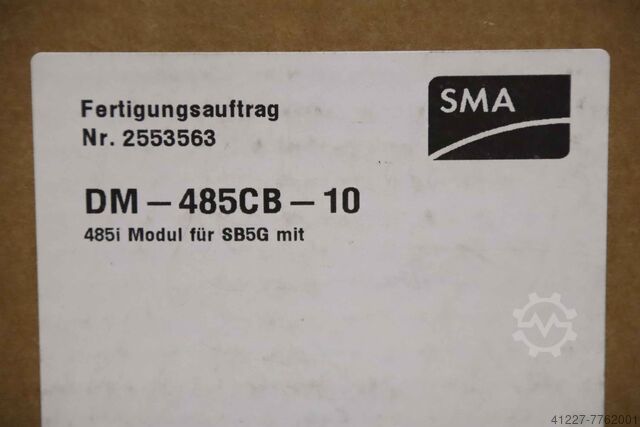 Fertigungsauftrag
Nr. 2553563
SMA
DM-485CB-10
485i Modul für SB5G mit
41227-7762001